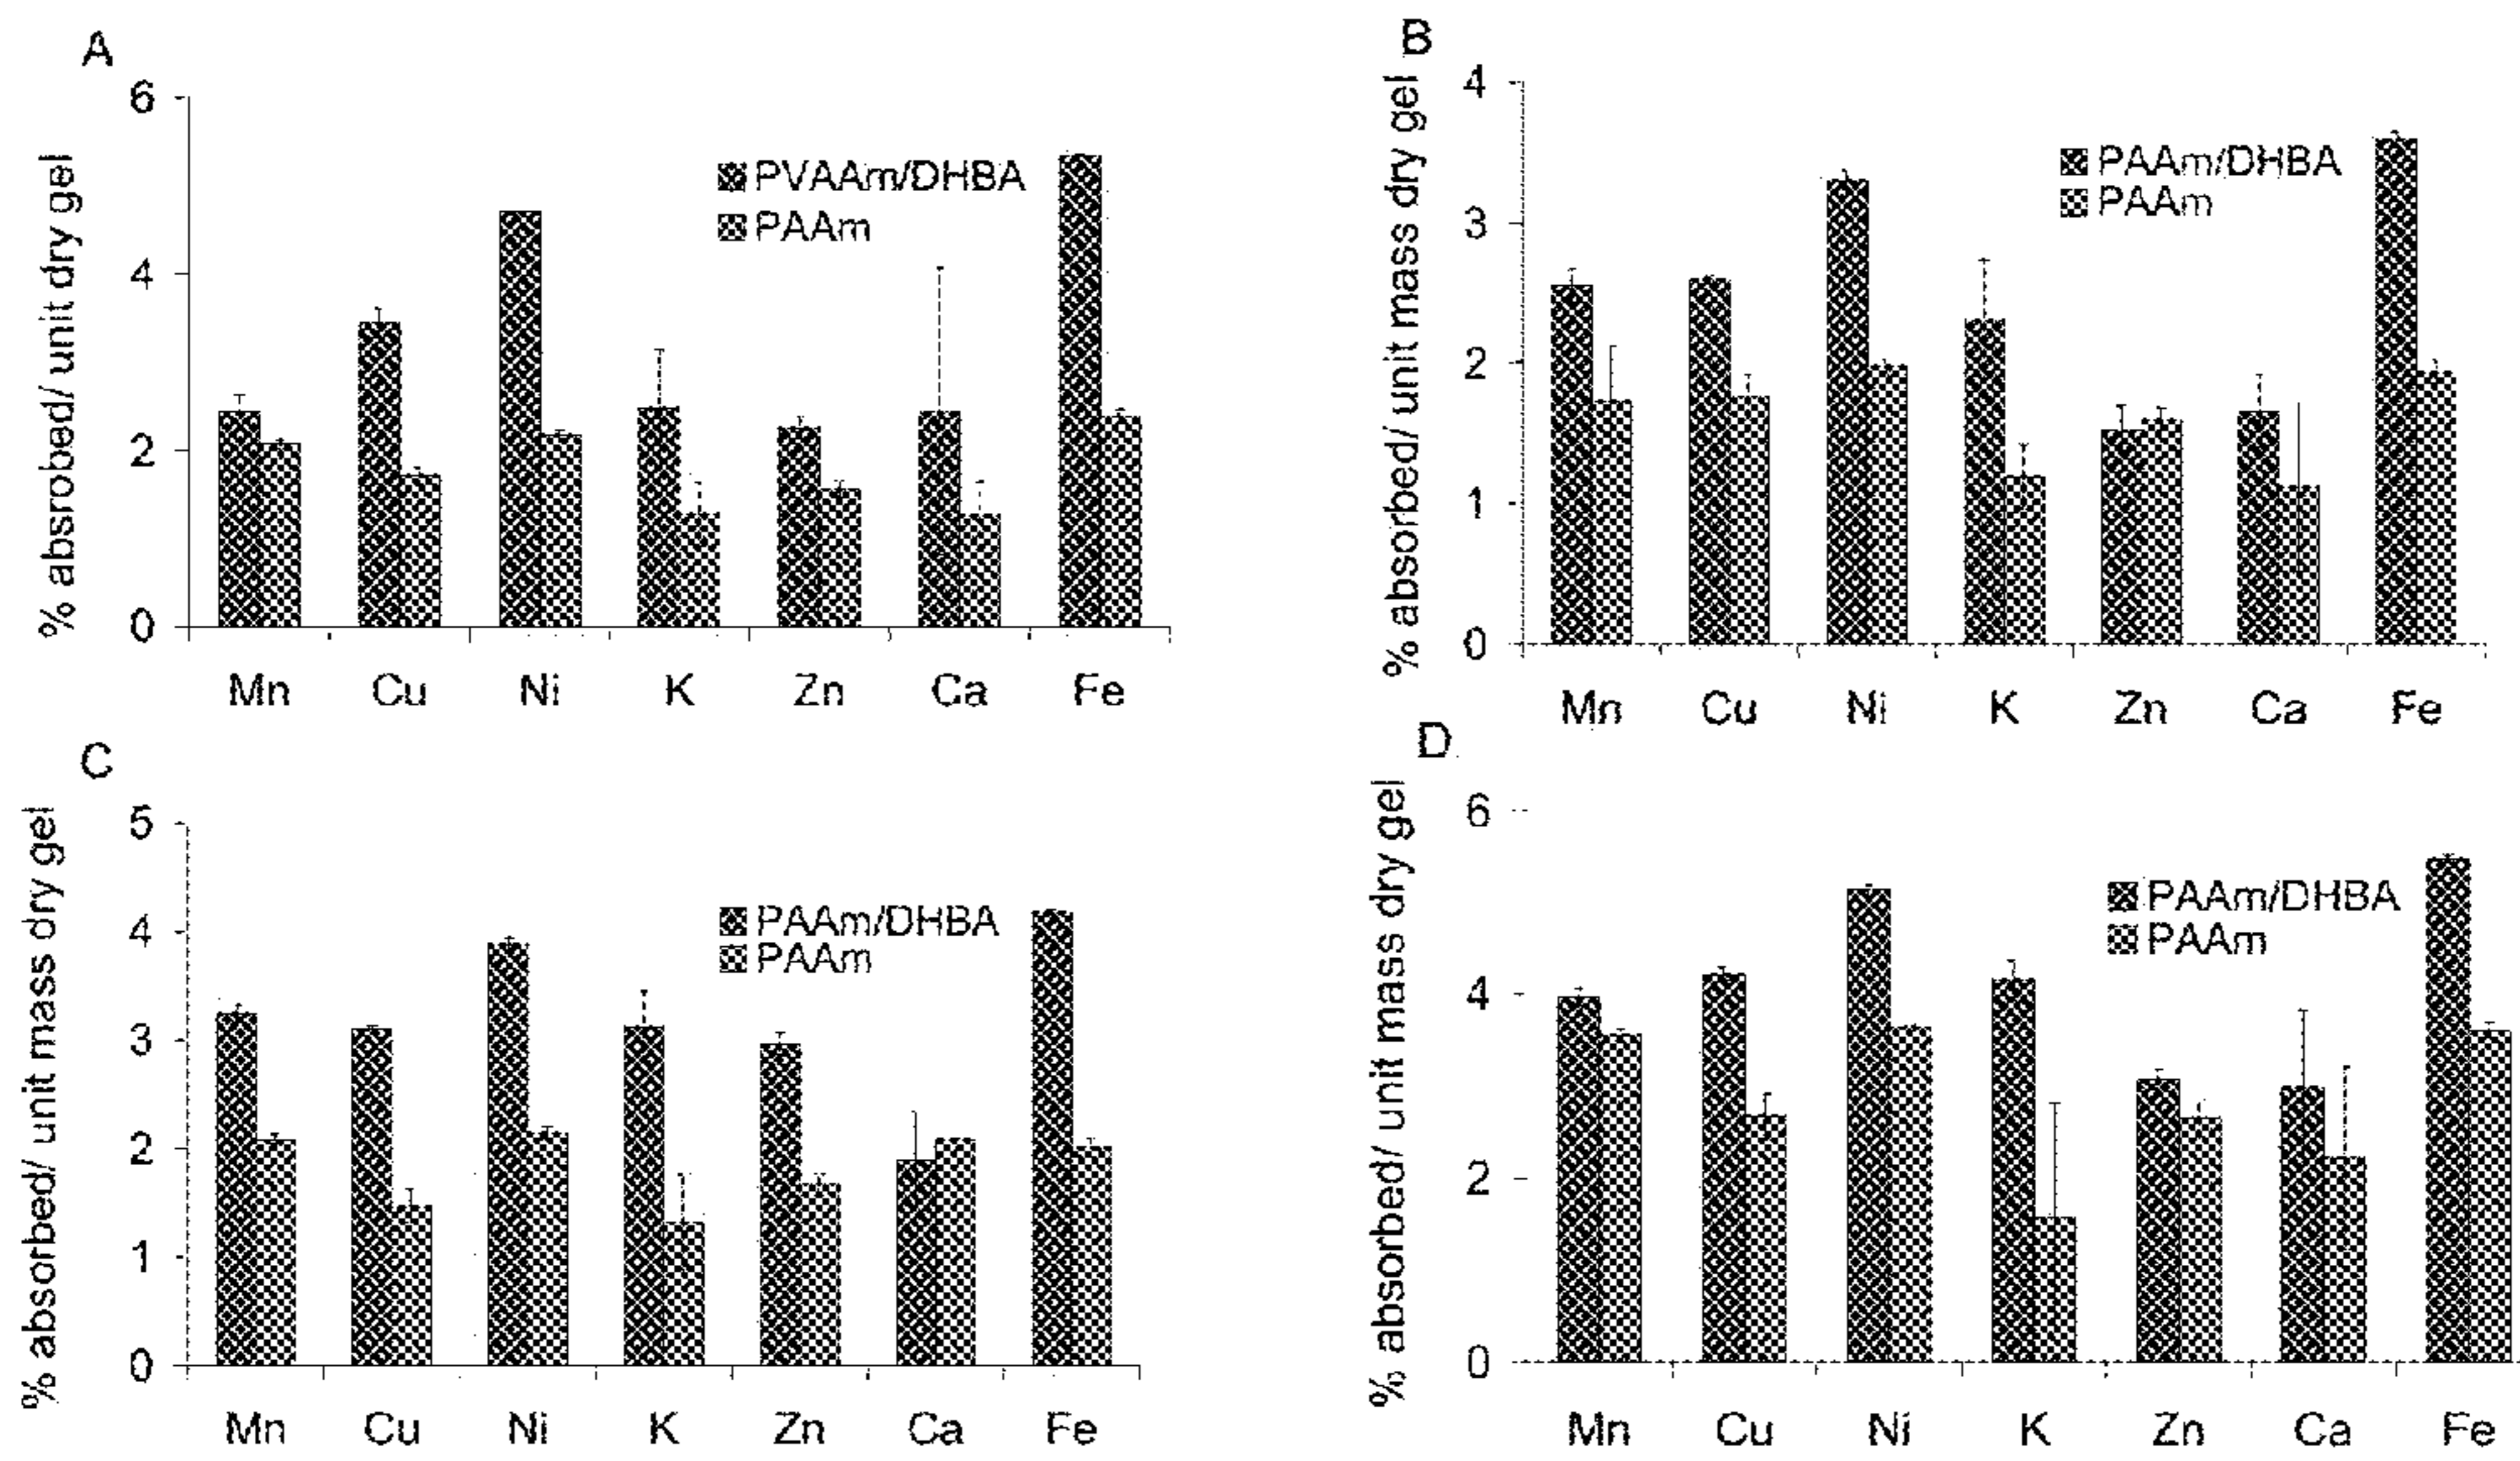 A
% absrobed/ unit dry gel
6
4
2
0
PVAAm/DHBA
PAAm
Mn Cu Ni K Zn Ca Fe
B
% absorbed/ unit mass dry gel
4
3
2
1
0
PAAm/DHBA
PAAm
Mn Cu Ni K Zn Ca Fe
C
% absorbed/ unit mass dry gel
5
4
3
2
1
0
PAAm/DHBA
PAAm
Mn Cu Ni K Zn Ca Fe
D
% absorbed/ unit mass dry gel
6
4
2
0
PAAm/DHBA
PAAm
Mn Cu Ni K Zn Ca Fe